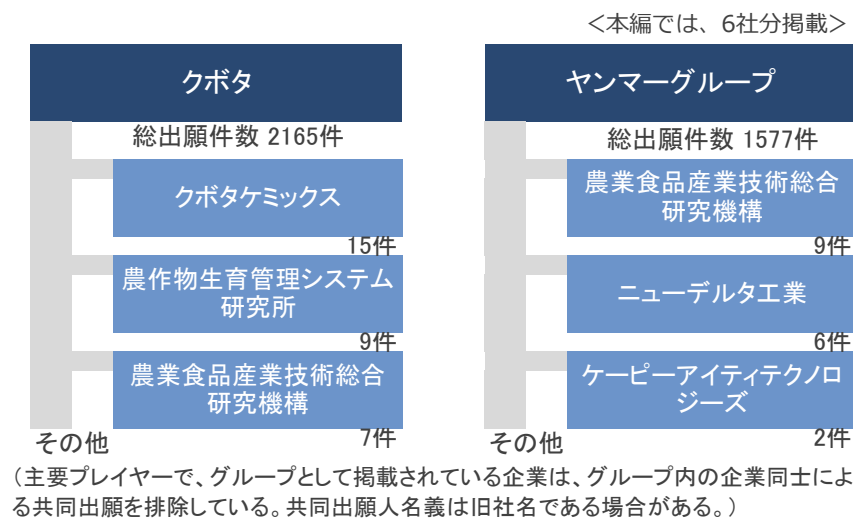 <本編では、6社分掲載>
クボタ
総出願件数 2165件
クボタケミックス
15件
農作物生育管理システム
研究所
9件
農業食品産業技術総合
研究機構
7件
その他
ヤンマーグループ
総出願件数 1577件
農業食品産業技術総合
研究機構
9件
ニューデルタ工業
6件
ケーピーアイティテクノロ
ジーズ
2件
その他
(主要プレイヤーで、グループとして掲載されている企業は、グループ内の企業同士によ
る共同出願を排除している。共同出願人名義は旧社名である場合がある。)